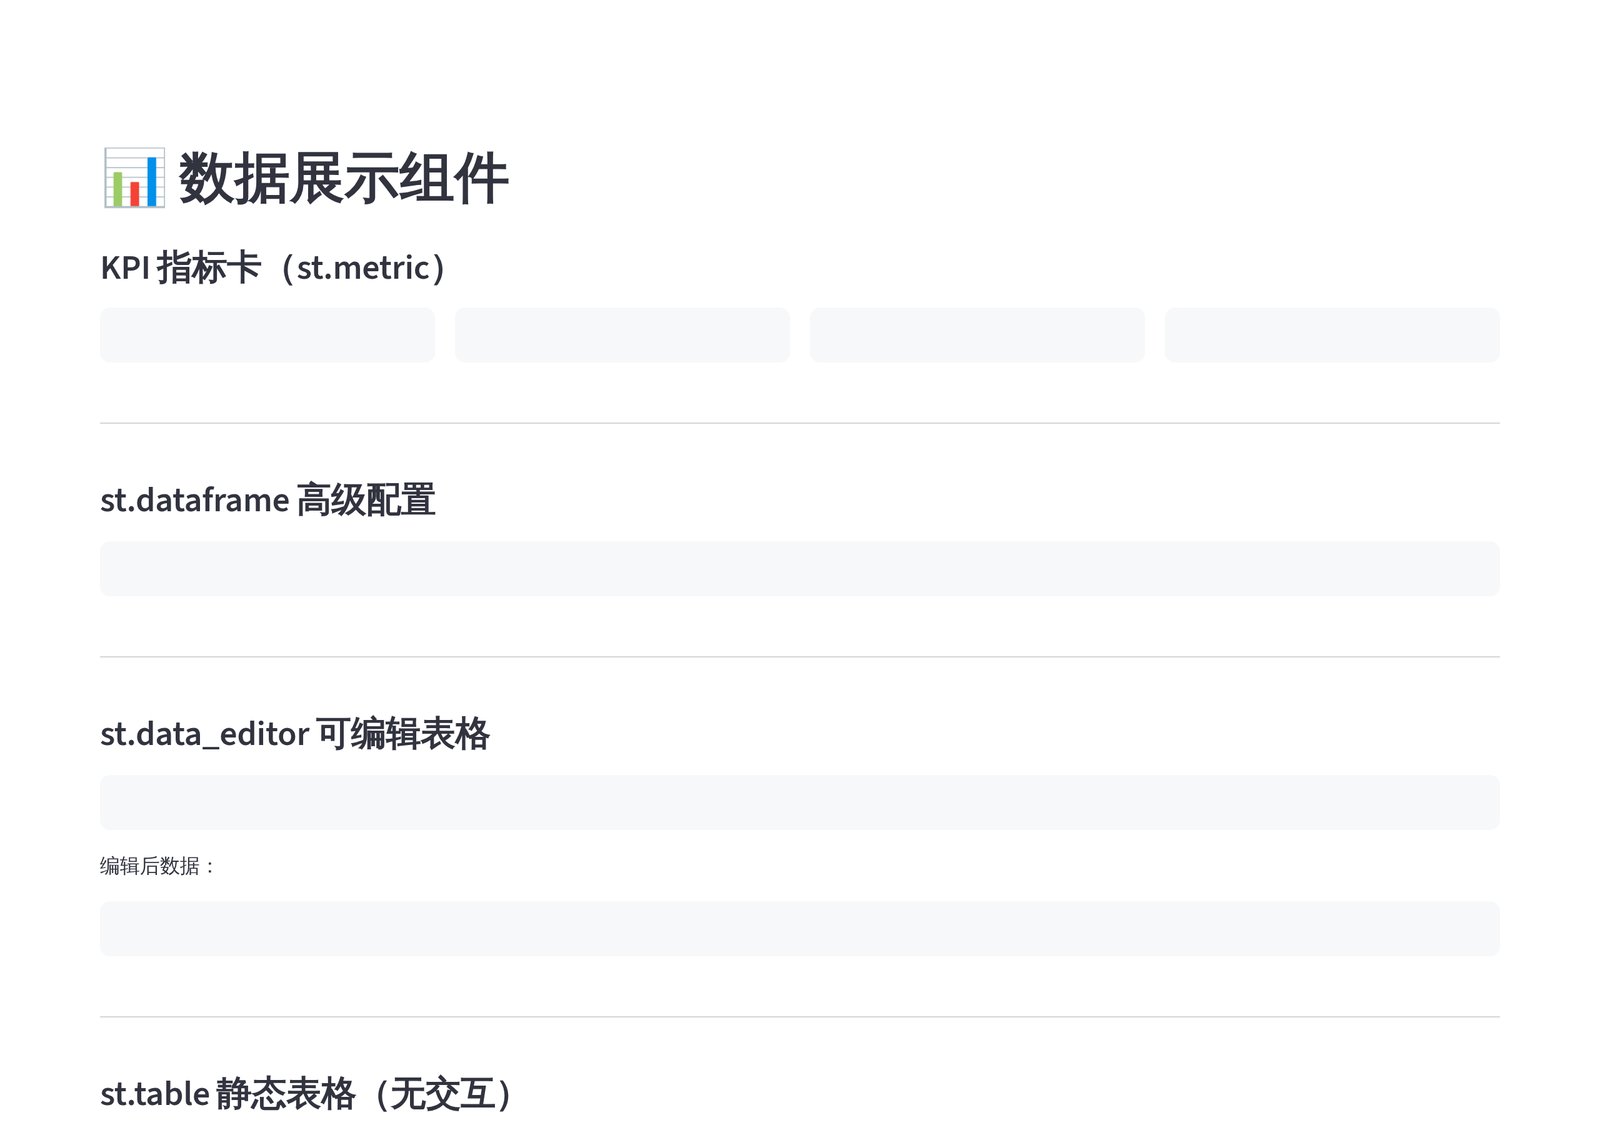 📊 数据展示组件
KPI 指标卡（st.metric）
st.dataframe 高级配置
st.data_editor 可编辑表格
编辑后数据：
st.table 静态表格（无交互）